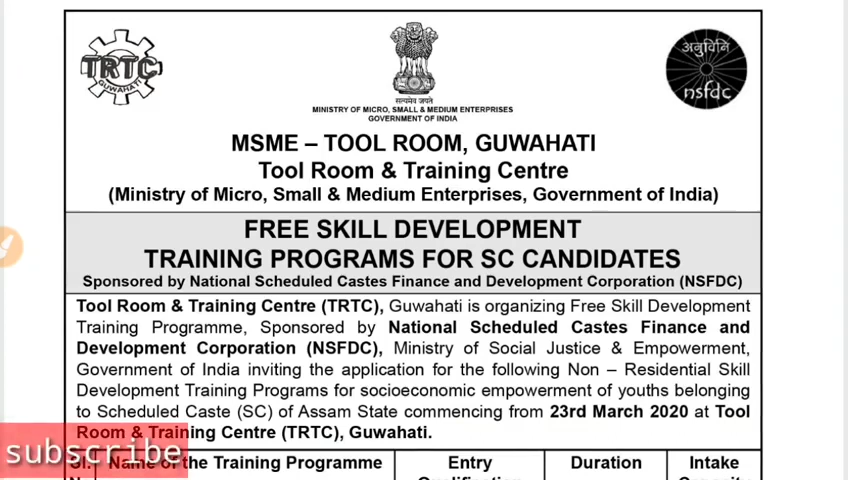 TRTC
GUWAHATI
सत्यमेव जयते
MINISTRY OF MICRO, SMALL & MEDIUM ENTERPRISES
GOVERNMENT OF INDIA
अनुविनि
nsfdc
MSME – TOOL ROOM, GUWAHATI
Tool Room & Training Centre
(Ministry of Micro, Small & Medium Enterprises, Government of India)
FREE SKILL DEVELOPMENT
TRAINING PROGRAMS FOR SC CANDIDATES
Sponsored by National Scheduled Castes Finance and Development Corporation (NSFDC)
Tool Room & Training Centre (TRTC), Guwahati is organizing Free Skill Development
Training Programme, Sponsored by National Scheduled Castes Finance and
Development Corporation (NSFDC), Ministry of Social Justice & Empowerment,
Government of India inviting the application for the following Non – Residential Skill
Development Training Programs for socioeconomic empowerment of youths belonging
to Scheduled Caste (SC) of Assam State commencing from 23rd March 2020 at Tool
Room & Training Centre (TRTC), Guwahati.
subscribe
Sl. Name of the Training Programme Entry Duration Intake
Qualification Capacity